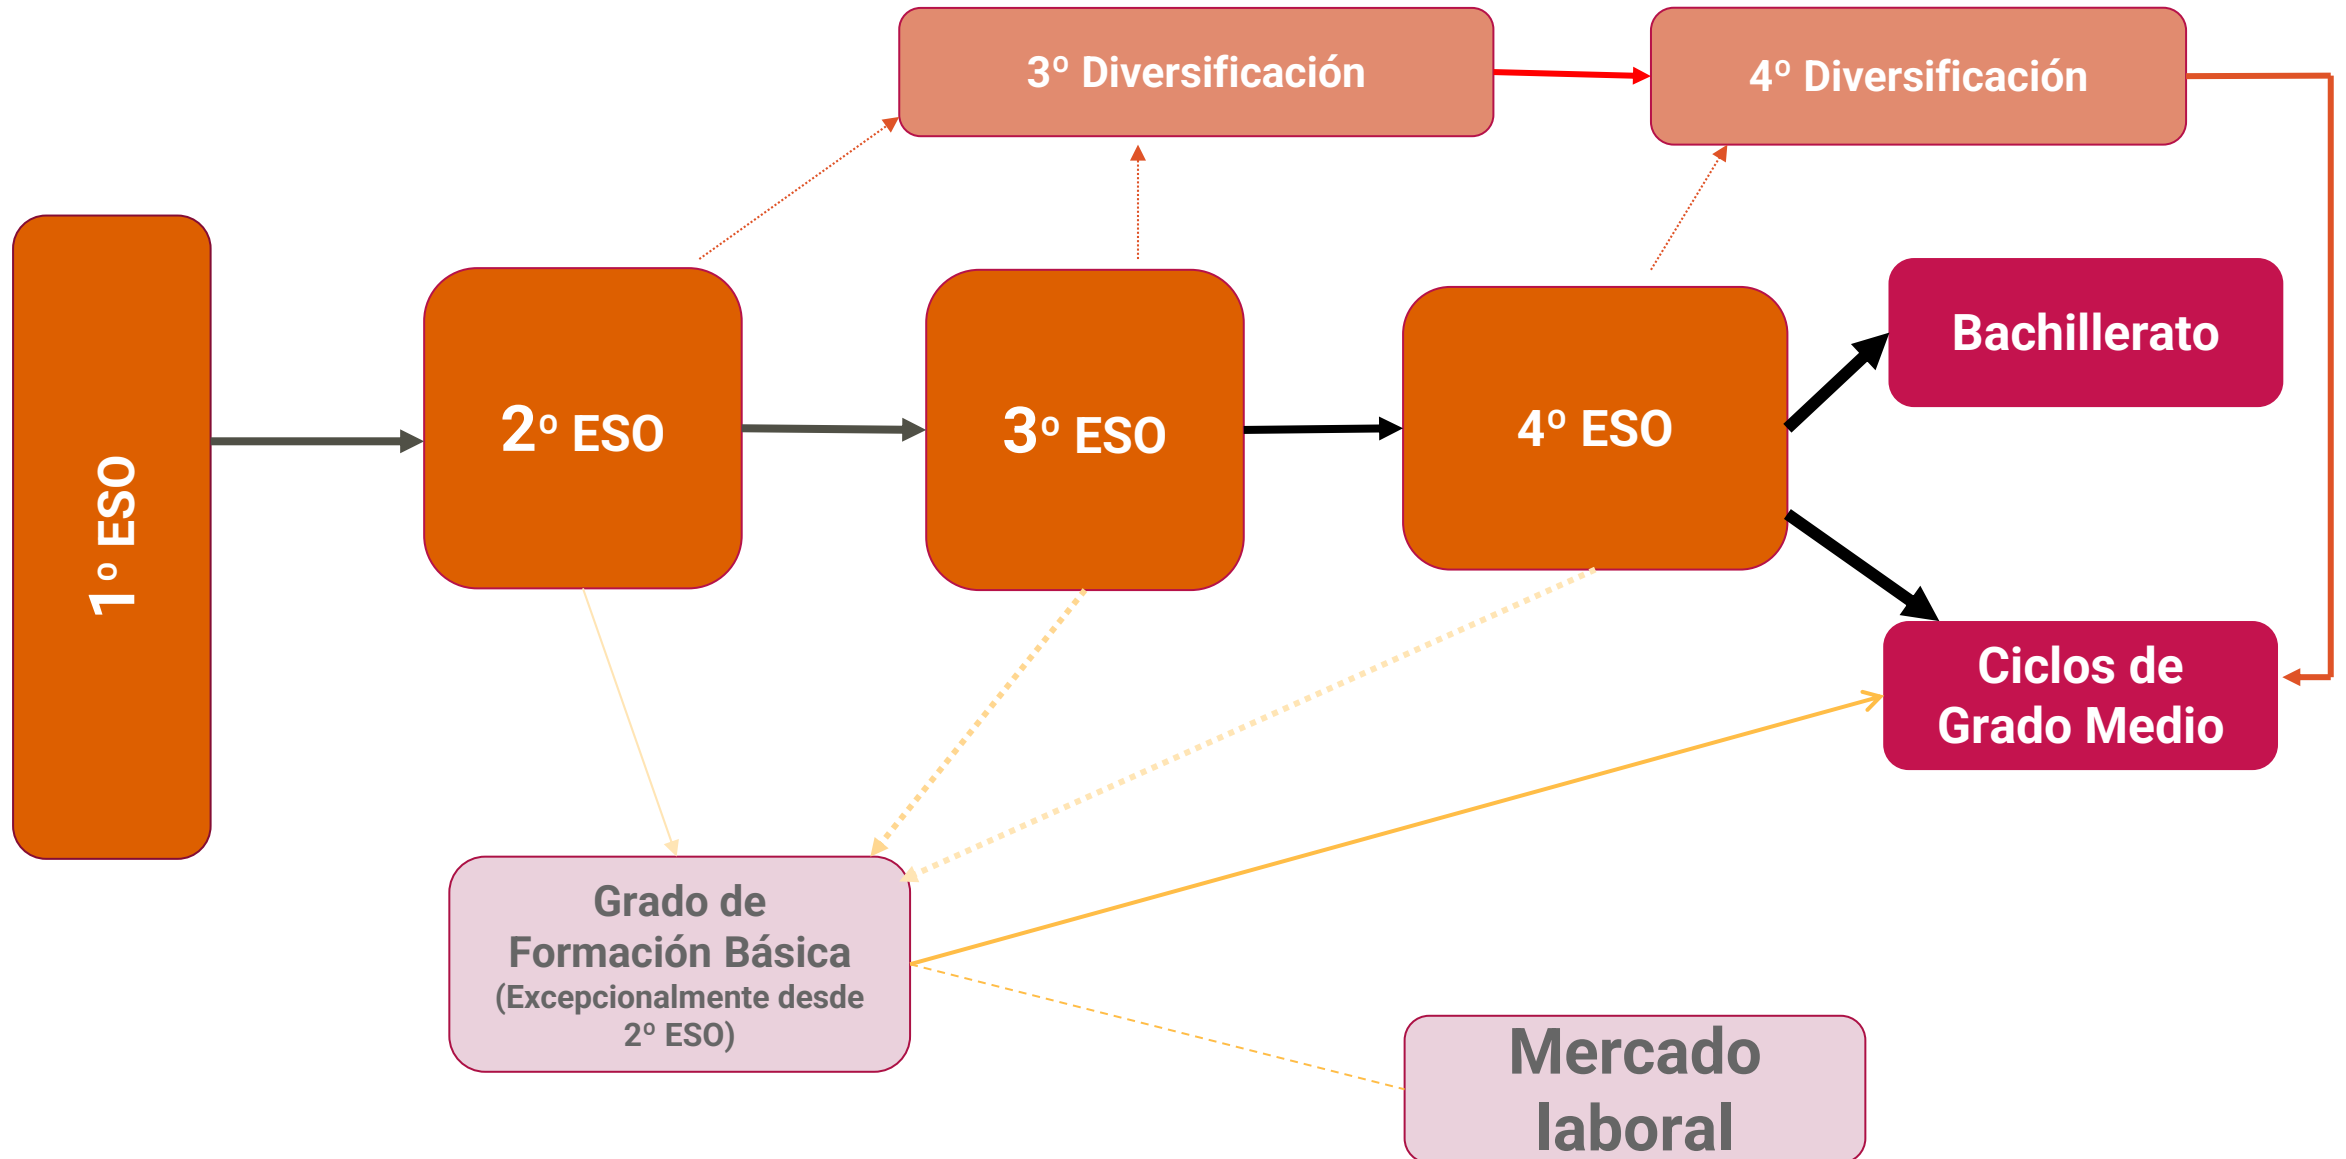 3º Diversificación
4º Diversificación
1º ESO
2º ESO
3º ESO
4º ESO
Bachillerato
Ciclos de
Grado Medio
Grado de
Formación Básica
(Excepcionalmente desde
2º ESO)
Mercado
laboral